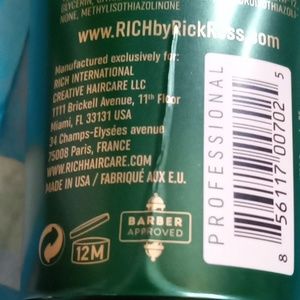 GLYCERIN,
NONE, METHYLISOTHIAZOLINONE
www.RICHbyRickRoss.com
Manufactured exclusively for:
RICH INTERNATIONAL
CREATIVE HAIRCARE LLC
1111 Brickell Avenue, 11th Floor
Miami, FL 33131 USA
34 Champs-Elysées avenue
75008 Paris, FRANCE
WWW.RICHHAIRCARE.COM
MADE IN USA / FABRIQUÉ AUX E.U.
12M
BARBER
APPROVED
PROFESSIONAL
8 56117 00702